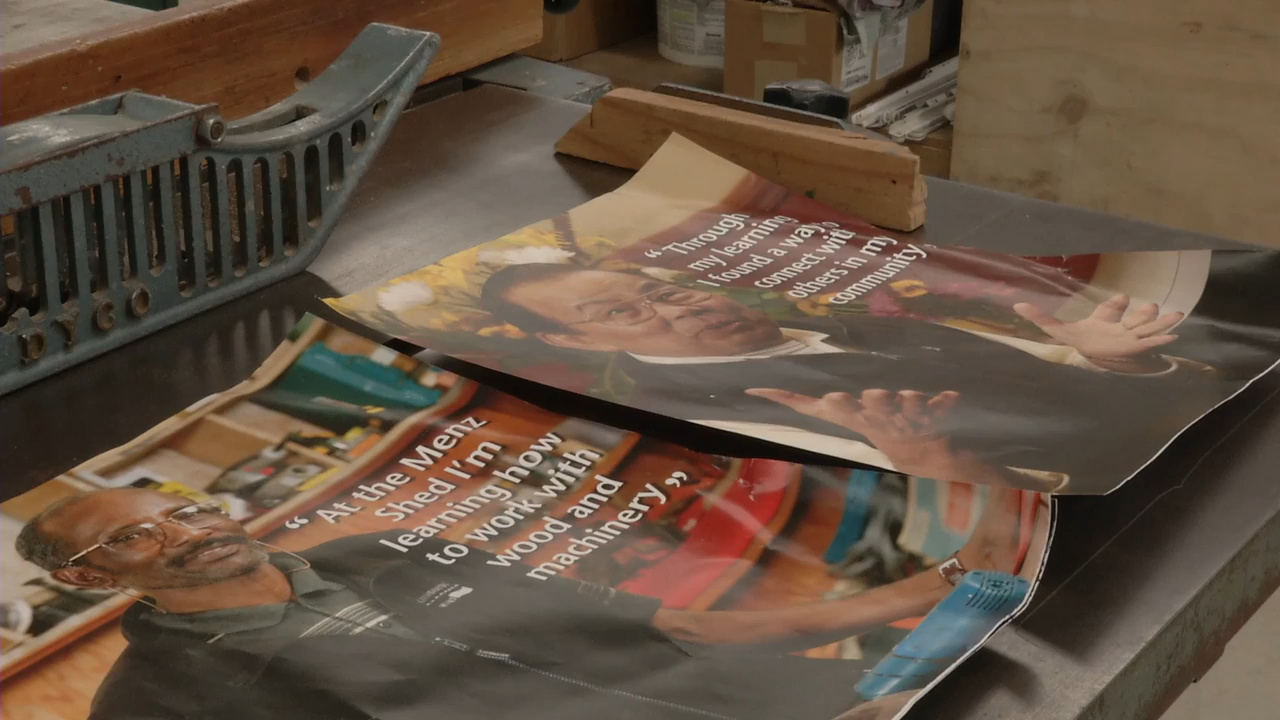 “Through
my learning
I found a way to
connect with
others in my
community
“At the Menz
Shed I’m
learning how
to work with
wood and
machinery”